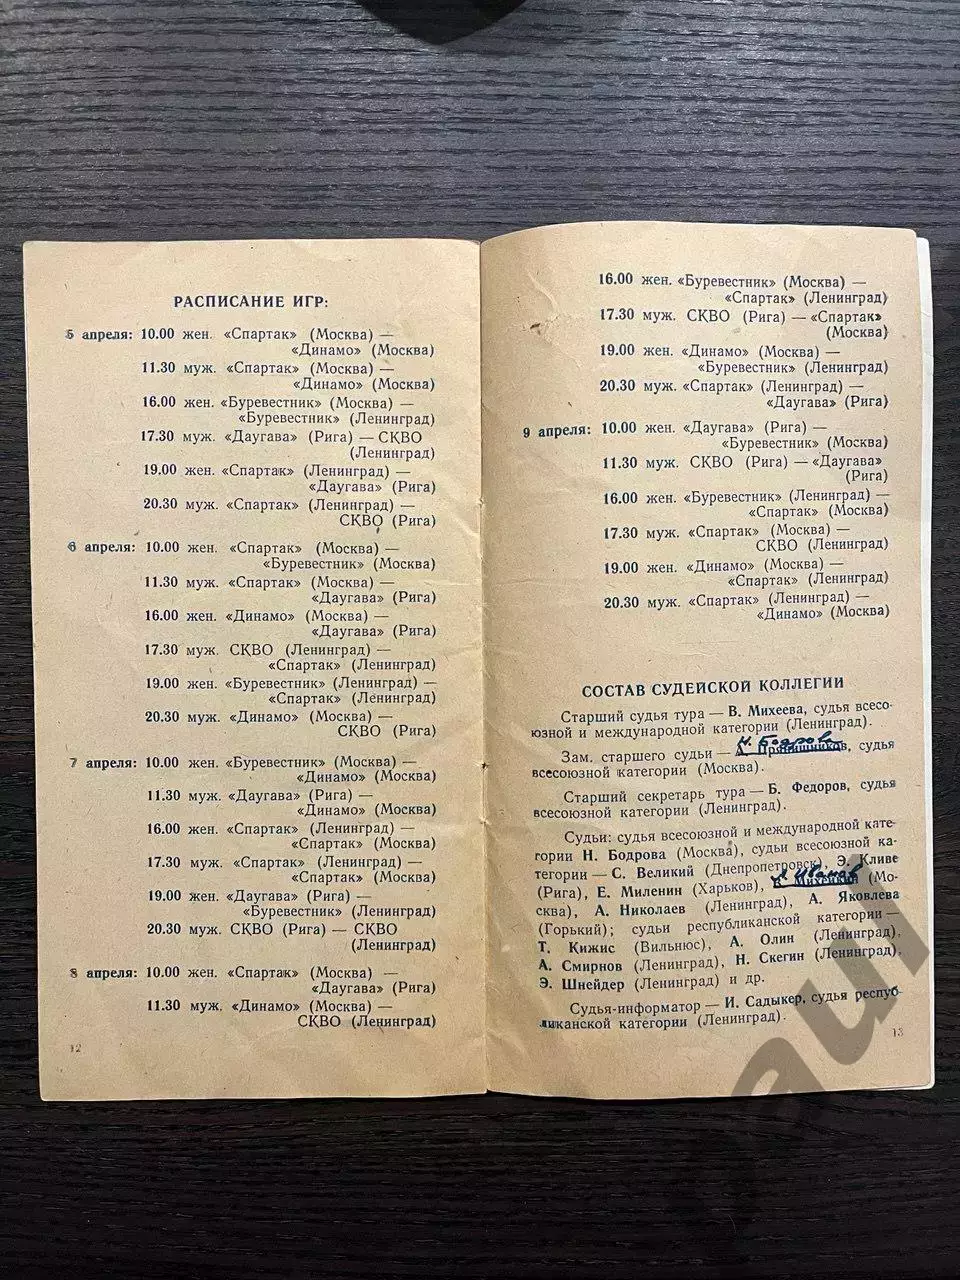 РАСПИСАНИЕ ИГР:
5 апреля: 10.00 жен. «Спартак» (Москва) —
«Динамо» (Москва)
11.30 муж. «Спартак» (Москва) —
«Динамо» (Москва)
16.00 жен. «Буревестник» (Москва) —
«Буревестник» (Ленинград)
17.30 муж. «Даугава» (Рига) — СКВО
(Ленинград)
19.00 жен. «Спартак» (Ленинград) —
«Даугава» (Рига)
20.30 муж. «Спартак» (Ленинград) —
СКВО (Рига)
6 апреля: 10.00 жен. «Спартак» (Москва) —
«Буревестник» (Москва)
11.30 муж. «Спартак» (Москва) —
«Даугава» (Рига)
16.00 жен. «Динамо» (Москва) —
«Даугава» (Рига)
17.30 муж. СКВО (Ленинград) —
«Спартак» (Ленинград)
19.00 жен. «Буревестник» (Ленинград) —
«Спартак» (Ленинград)
20.30 муж. «Динамо» (Москва) —
СКВО (Рига)
7 апреля: 10.00 жен. «Буревестник» (Москва) —
«Динамо» (Москва)
11.30 муж. «Даугава» (Рига) —
«Динамо» (Москва)
16.00 жен. «Спартак» (Ленинград) —
«Спартак» (Москва)
17.30 муж. «Спартак» (Ленинград) —
«Спартак» (Москва)
19.00 жен. «Даугава» (Рига) —
«Буревестник» (Ленинград)
20.30 муж. СКВО (Рига) — СКВО
(Ленинград)
8 апреля: 10.00 жен. «Спартак» (Москва) —
«Даугава» (Рига)
11.30 муж. «Динамо» (Москва) —
СКВО (Ленинград)
12
16.00 жен. «Буревестник» (Москва) —
«Спартак» (Ленинград)
17.30 муж. СКВО (Рига) — «Спартак»
(Москва)
19.00 жен. «Динамо» (Москва) —
«Буревестник» (Ленинград)
20.30 муж. «Спартак» (Ленинград) —
«Даугава» (Рига)
9 апреля: 10.00 жен. «Даугава» (Рига) —
«Буревестник» (Москва)
11.30 муж. СКВО (Рига) — «Даугава»
(Рига)
16.00 жен. «Буревестник» (Ленинград) —
«Спартак» (Москва)
17.30 муж. «Спартак» (Москва) —
СКВО (Ленинград)
19.00 жен. «Динамо» (Москва) —
«Спартак» (Ленинград)
20.30 муж. «Спартак» (Ленинград) —
«Динамо» (Москва)
СОСТАВ СУДЕЙСКОЙ КОЛЛЕГИИ
Старший судья тура — В. Михеева, судья всесо-
юзной и международной категории (Ленинград).
Н. Бодрова
Зам. старшего судьи — судья
всесоюзной категории (Москва).
Старший секретарь тура — Б. Федоров, судья
всесоюзной категории (Ленинград).
Судьи: судья всесоюзной и международной кате-
гории Н. Бодрова (Москва), судьи всесоюзной ка-
тегории — С. Великий (Днепропетровск), Э. Кливе
А. Иванов
(Рига), Е. Миленин (Харьков), (Мо-
сква), А. Николаев (Ленинград), А. Яковлева
(Горький); судьи республиканской категории —
Т. Кижис (Вильнюс), А. Олин (Ленинград),
А. Смирнов (Ленинград), Н. Скегин (Ленинград),
Э. Шнейдер (Ленинград) и др.
Судья-информатор — И. Садыкер, судья респуб-
ликанской категории (Ленинград).
13